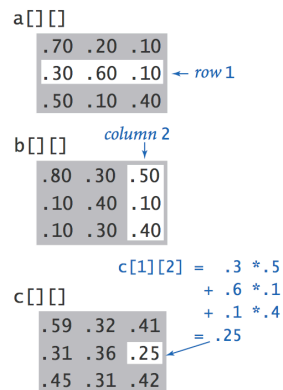 a[][]
.70 .20 .10
.30 .60 .10 ← row 1
.50 .10 .40
column 2
b[][]
.80 .30 .50
.10 .40 .10
.10 .30 .40
c[1][2] = .3 *.5
+ .6 *.1
+ .1 *.4
= .25
c[][]
.59 .32 .41
.31 .36 .25
.45 .31 .42